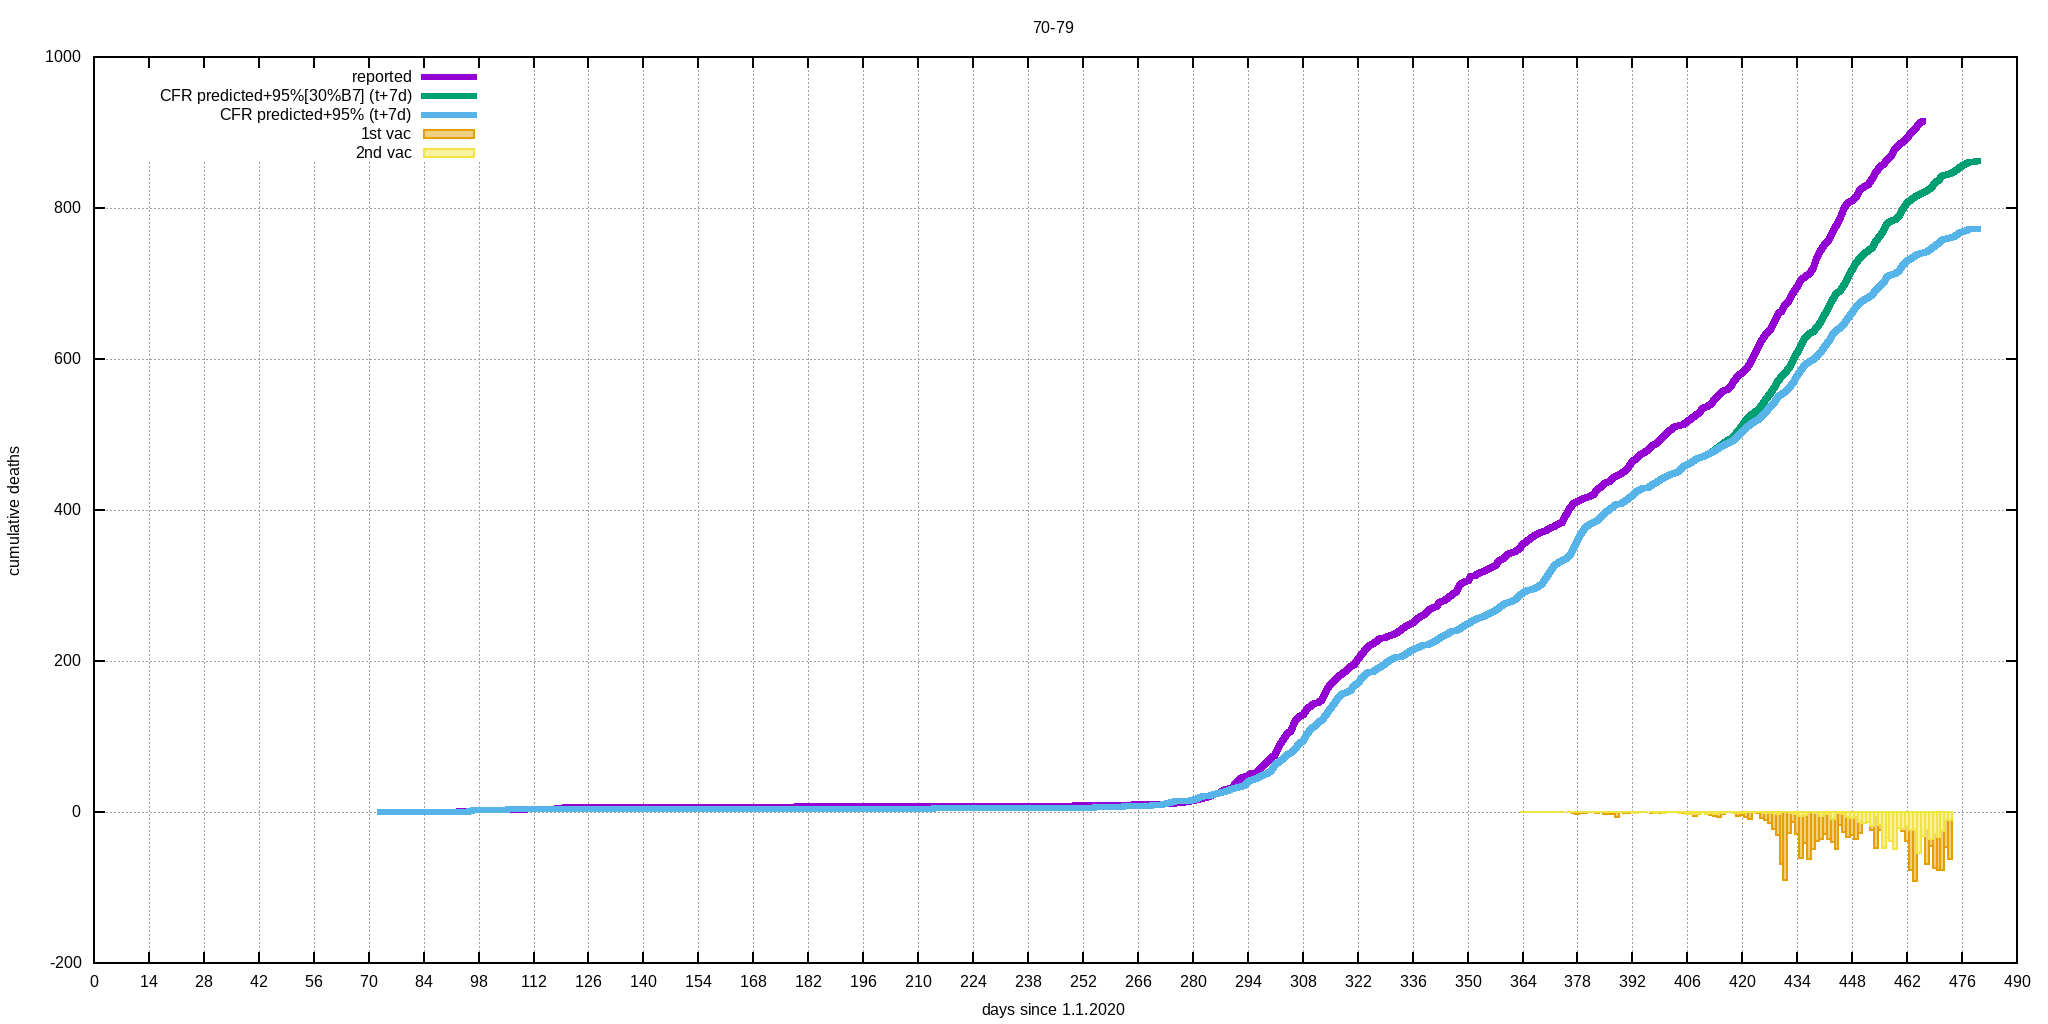 70-79
1000
800
600
400
200
0
-200
cumulative deaths
reported
CFR predicted+95%[30%B7] (t+7d)
CFR predicted+95% (t+7d)
1st vac
2nd vac
0 14 28 42 56 70 84 98 112 126 140 154 168 182 196 210 224 238 252 266 280 294 308 322 336 350 364 378 392 406 420 434 448 462 476 490
days since 1.1.2020